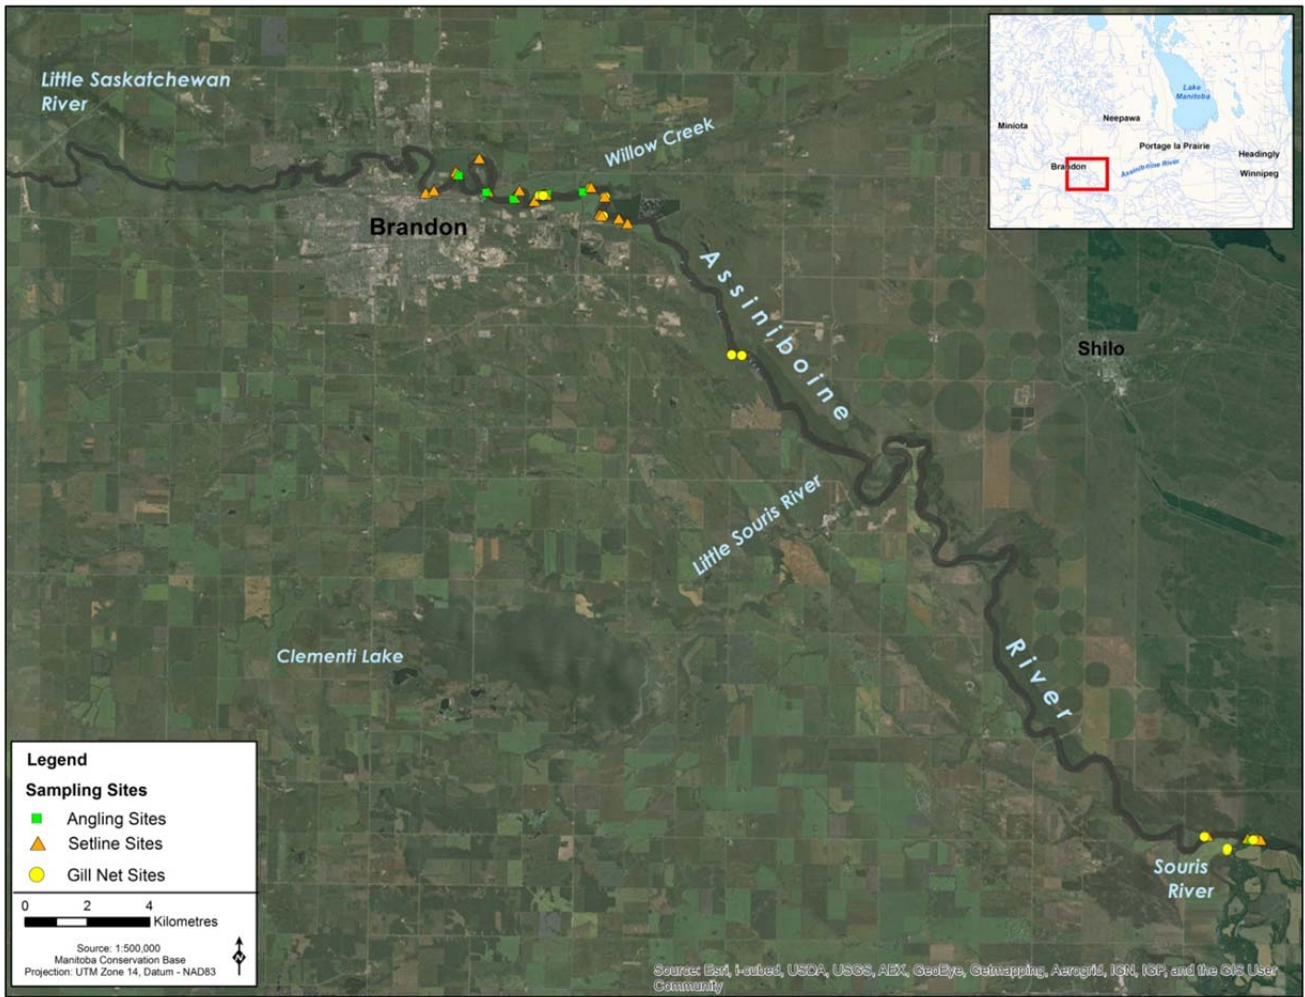 Little Saskatchewan
River
Willow Creek
Brandon
Assiniboine
River
Shilo
Little Souris River
Clementi Lake
Souris
River
Lake
Manitoba
Miniota
Neepawa
Portage la Prairie
Brandon
Assiniboine River
Headingly
Winnipeg
Legend
Sampling Sites
Angling Sites
Setline Sites
Gill Net Sites
0 2 4
Kilometres
Source: 1:500,000
Manitoba Conservation Base
Projection: UTM Zone 14, Datum - NAD83
N
Source: Esri, i-cubed, USDA, USGS, AEX, GeoEye, Getmapping, Aerogrid, IGN, IGP, and the GIS User
Community